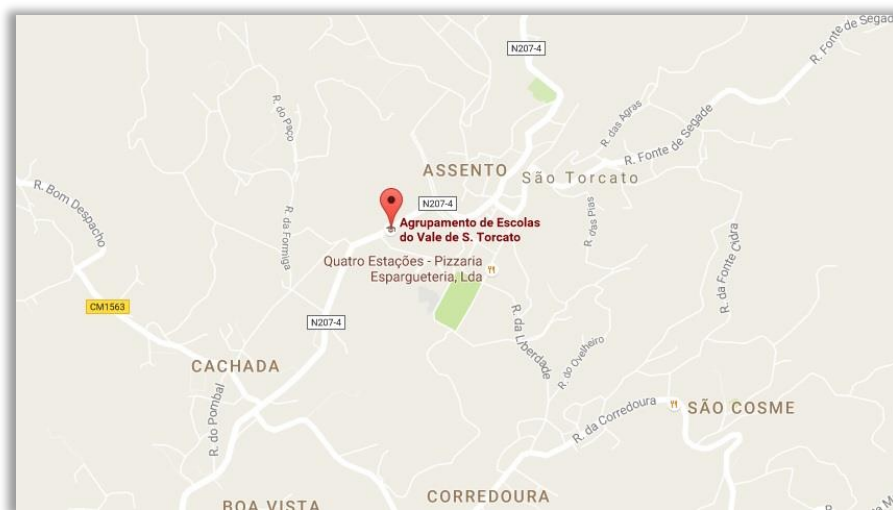 R. Fonte de Segad
N207-4
R. do Paço
R. das Agras
R. Fonte de Segade
ASSENTO
São Torcato
R. Bom Despacho
N207-4
R. da Formiga
Agrupamento de Escolas
do Vale de S. Torcato
R. das Pias
Quatro Estações - Pizzaria
Espargueteria, Lda
R. da Fonte Cidra
CM1563
N207-4
R. da Liberdade
R. do Ovelheiro
CACHADA
R. do Pombal
R. da Corredoura
SÃO COSME
BOA VISTA
CORREDOURA